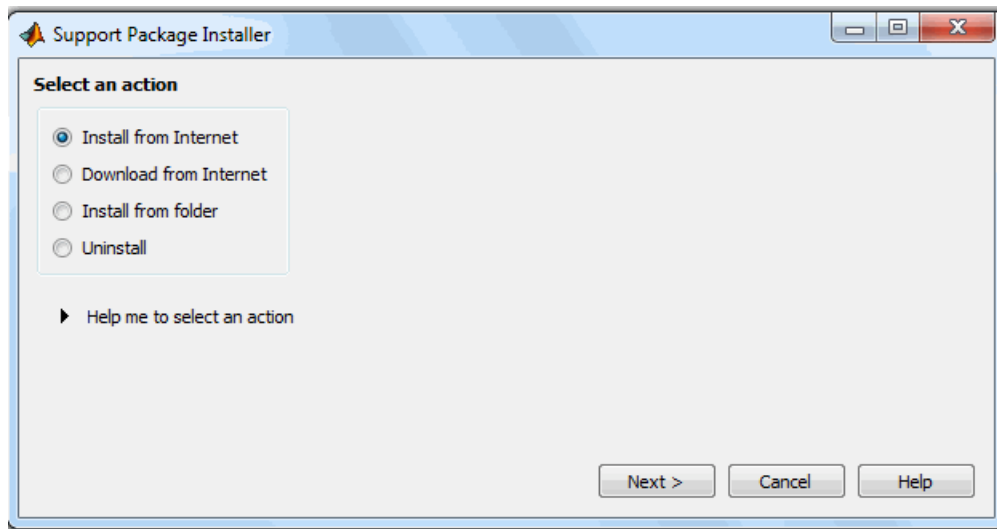 Support Package Installer
Select an action
Install from Internet
Download from Internet
Install from folder
Uninstall
Help me to select an action
Next > Cancel Help